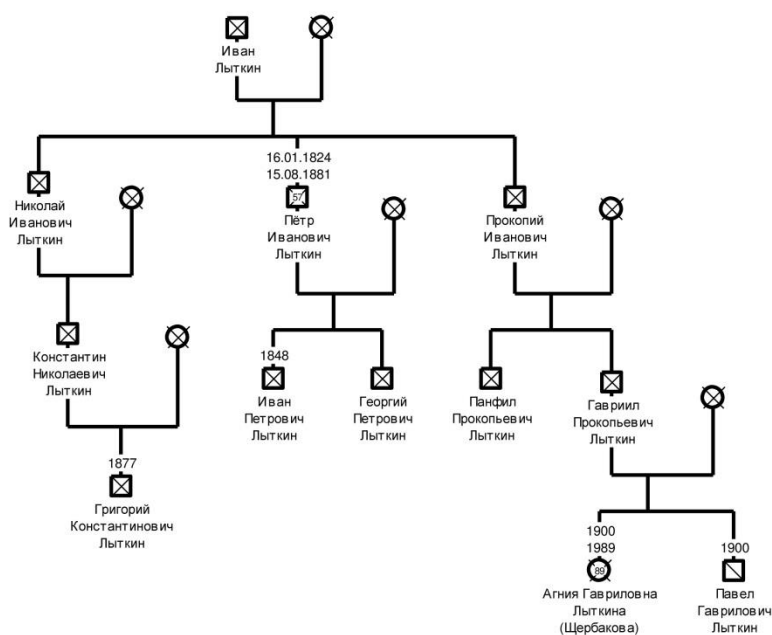 Иван
Лыткин
16.01.1824
15.08.1881
57
Николай
Иванович
Лыткин
Пётр
Иванович
Лыткин
Прокопий
Иванович
Лыткин
Константин
Николаевич
Лыткин
1848
Иван
Петрович
Лыткин
Георгий
Петрович
Лыткин
Панфил
Прокопьевич
Лыткин
Гавриил
Прокопьевич
Лыткин
1877
Григорий
Константинович
Лыткин
1900
1989
89
Агния Гавриловна
Лыткина
(Щербакова)
1900
Павел
Гаврилович
Лыткин